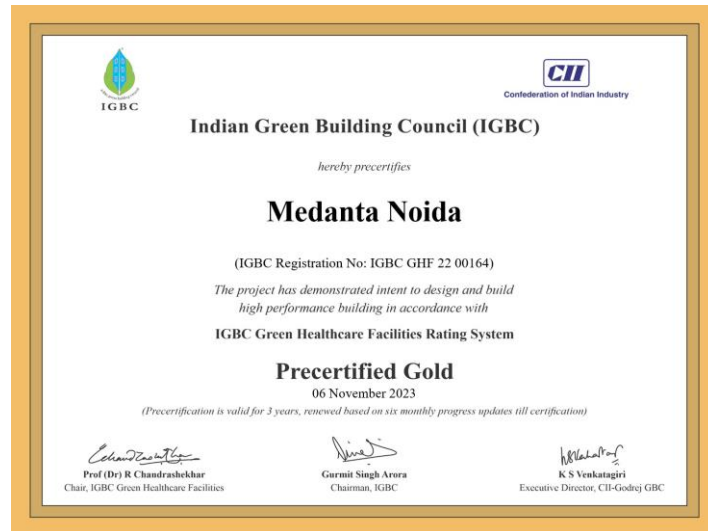 IGBC
CII
Confederation of Indian Industry
Indian Green Building Council (IGBC)
hereby precertifies
Medanta Noida
(IGBC Registration No: IGBC GHF 22 00164)
The project has demonstrated intent to design and build
high performance building in accordance with
IGBC Green Healthcare Facilities Rating System
Precertified Gold
06 November 2023
(Precertification is valid for 3 years, renewed based on six monthly progress updates till certification)
Prof (Dr) R Chandrashekhar
Chair, IGBC Green Healthcare Facilities
Gurmit Singh Arora
Chairman, IGBC
K S Venkatagiri
Executive Director, CII-Godrej GBC